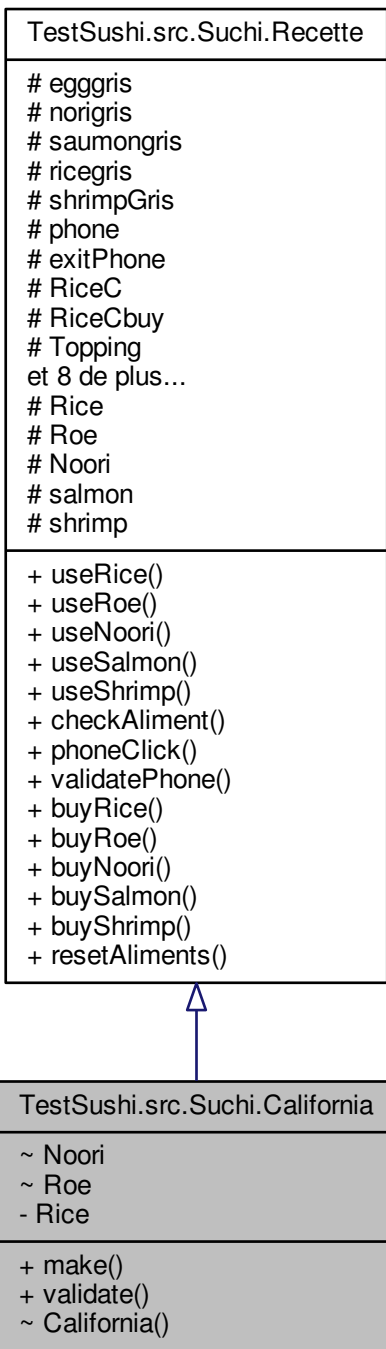 TestSushi.src.Suchi.Recette
# egggris
# norigris
# saumongris
# ricegris
# shrimpGris
# phone
# exitPhone
# RiceC
# RiceCbuy
# Topping
et 8 de plus...
# Rice
# Roe
# Noori
# salmon
# shrimp
+ useRice()
+ useRoe()
+ useNoori()
+ useSalmon()
+ useShrimp()
+ checkAliment()
+ phoneClick()
+ validatePhone()
+ buyRice()
+ buyRoe()
+ buyNoori()
+ buySalmon()
+ buyShrimp()
+ resetAliments()
TestSushi.src.Suchi.California
~ Noori
~ Roe
- Rice
+ make()
+ validate()
~ California()